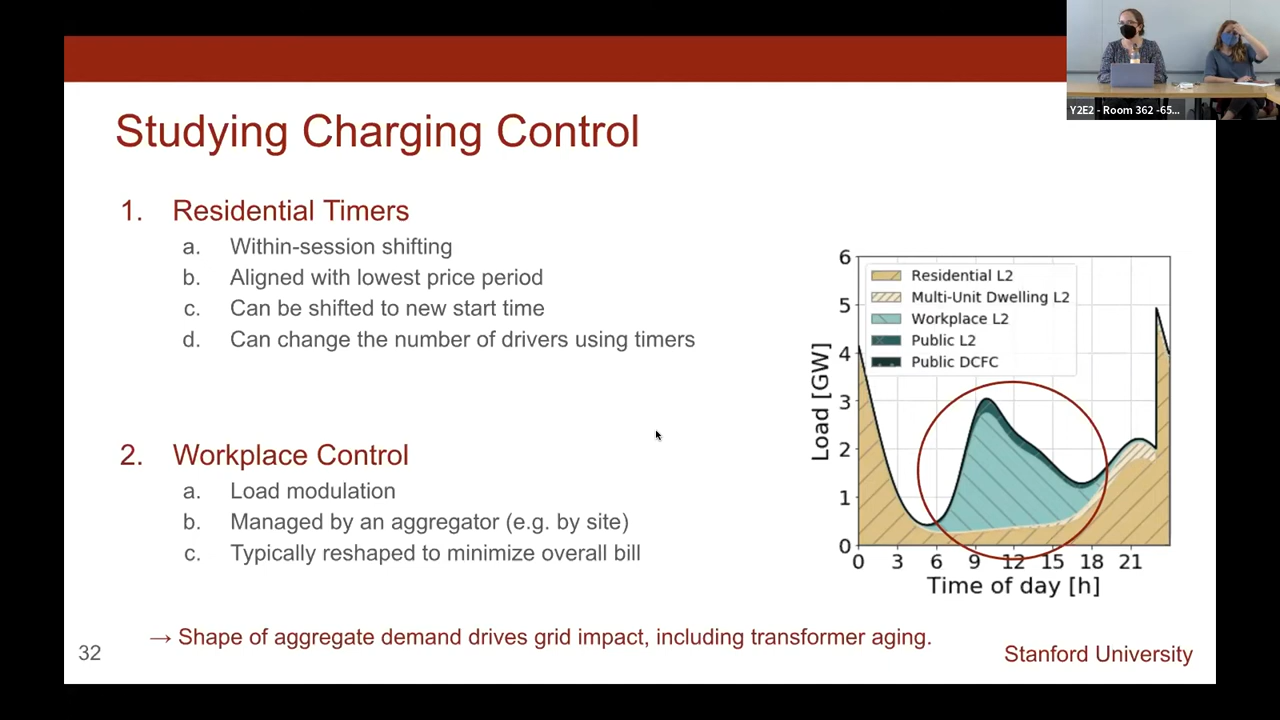 Y2E2 - Room 362 -65...
Studying Charging Control
1. Residential Timers
a. Within-session shifting
b. Aligned with lowest price period
c. Can be shifted to new start time
d. Can change the number of drivers using timers
2. Workplace Control
a. Load modulation
b. Managed by an aggregator (e.g. by site)
c. Typically reshaped to minimize overall bill
Residential L2
Multi-Unit Dwelling L2
Workplace L2
Public L2
Public DCFC
Load [GW]
6
5
4
3
2
1
0
0 3 6 9 12 15 18 21
Time of day [h]
→ Shape of aggregate demand drives grid impact, including transformer aging.
32
Stanford University